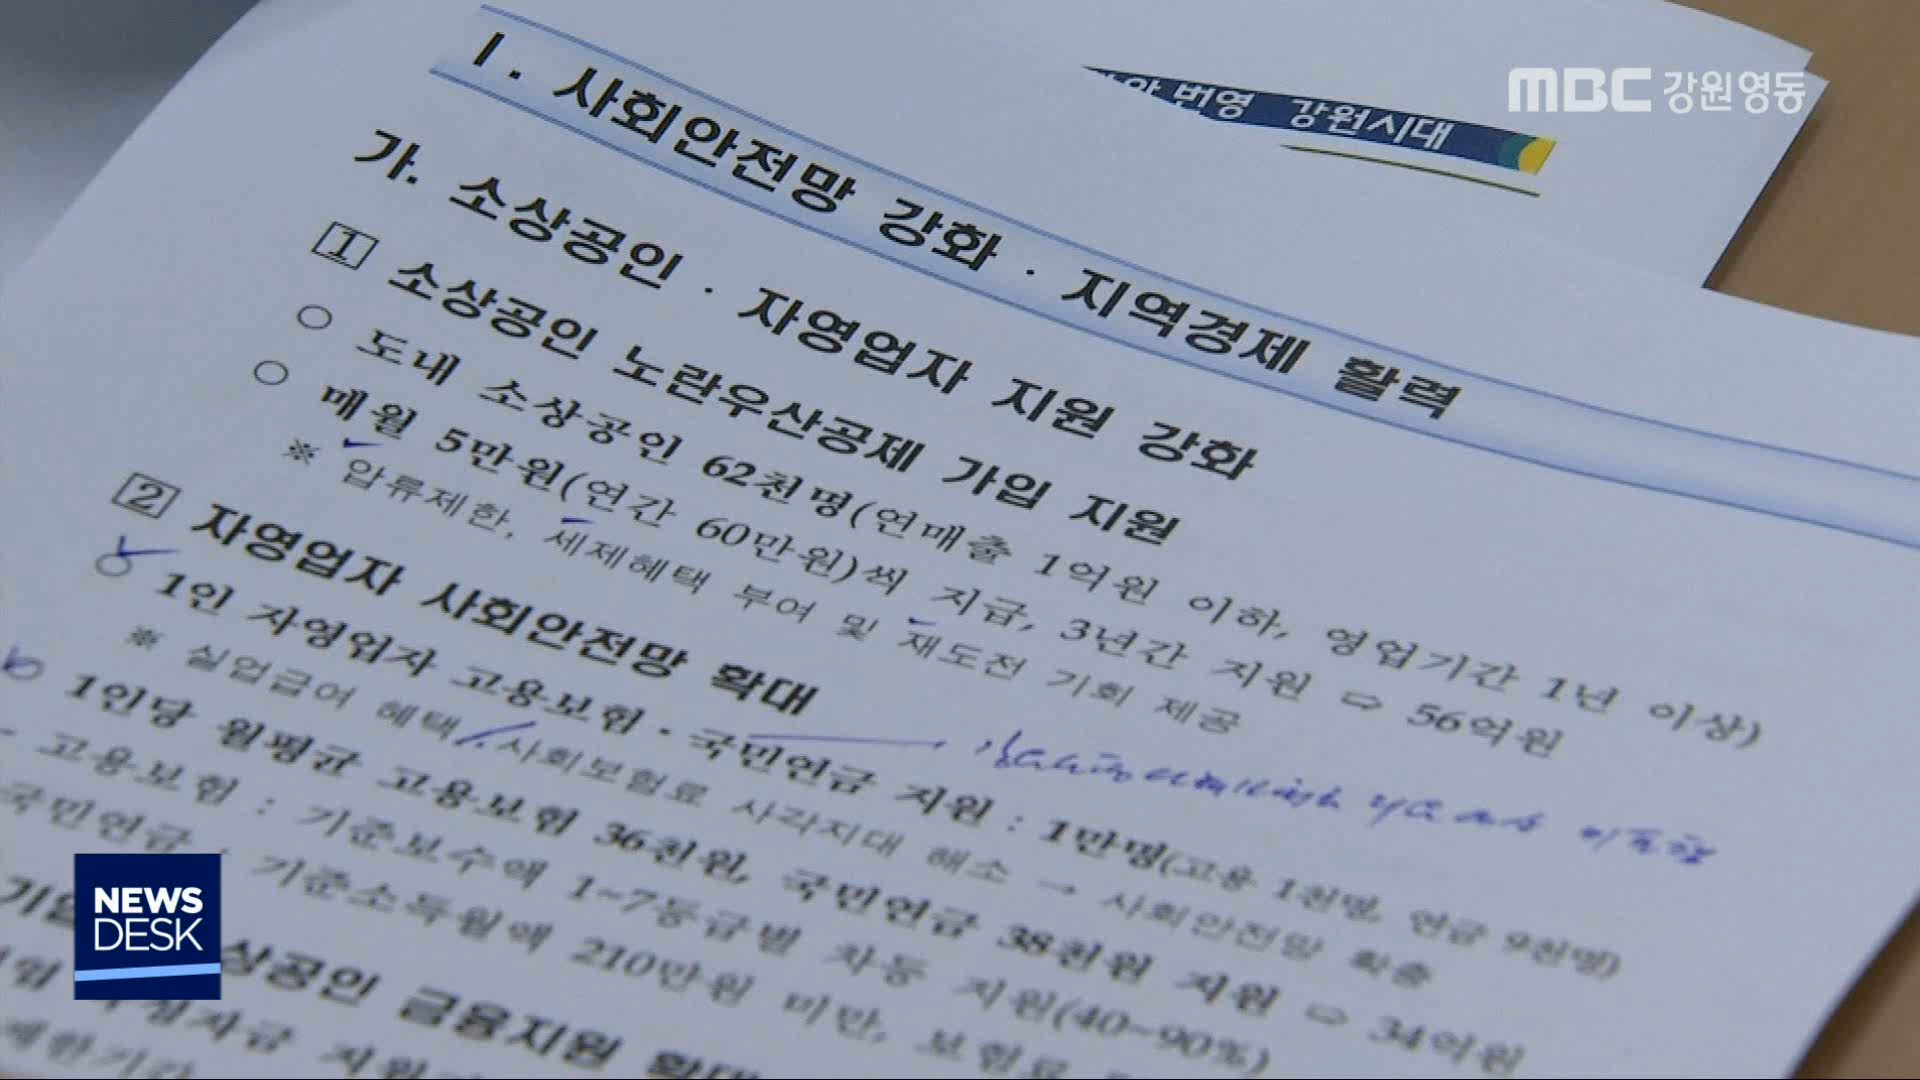 MBC 강원영동
번영 강원시대
Ⅰ. 사회안전망 강화 · 지역경제 활력
가. 소상공인 · 자영업자 지원 강화
1 소상공인 노란우산공제 가입 지원
○ 도내 소상공인 62천명(연매출 1억원 이하, 영업기간 1년 이상)
○ 매월 5만원(연간 60만원)씩 지급, 3년간 지원 ⇨ 56억원
※ 압류제한, 세제혜택 부여 및 재도전 기회 제공
2 자영업자 사회안전망 확대
○ 1인 자영업자 고용보험 · 국민연금 지원 : 1만명(고용 1천명, 연금 9천명)
※ 실업급여 혜택, 사회보험료 사각지대 해소 → 사회안전망 확충
○ 1인당 월평균 고용보험 36천원, 국민연금 38천원 지원 ⇨ 34억원
- 고용보험 : 기준보수액 1~7등급별 차등 지원(40~90%)
국민연금 : 기준소득월액 210만원 미만, 보험료
상공인 금융지원 확대
자금 지원
제한기간
NEWS
DESK